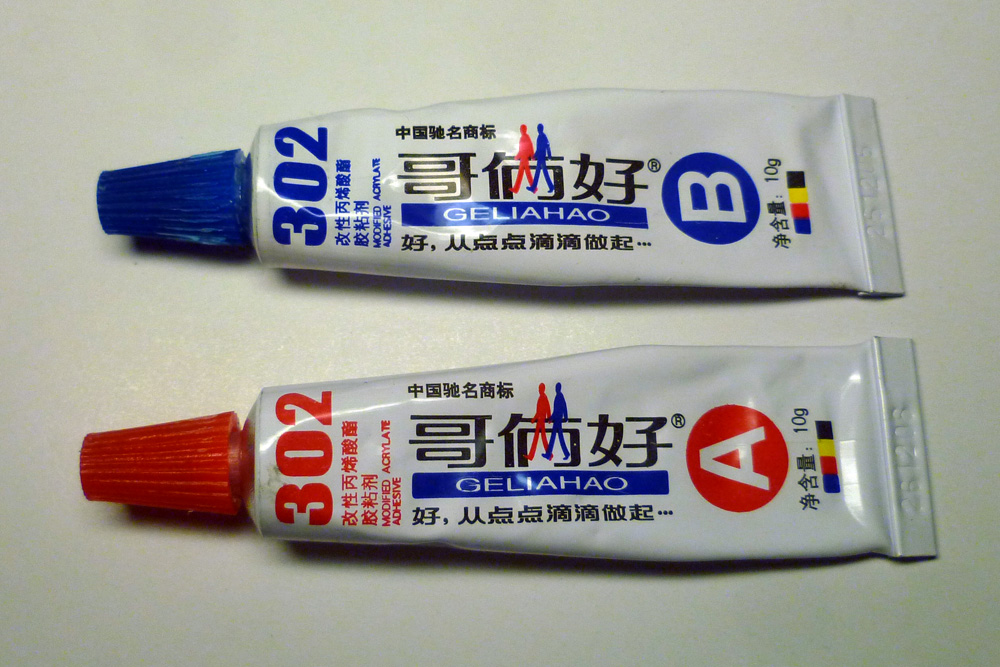 302
改性丙烯酸酯
胶粘剂
MODIFIED ACRYLATE
ADHESIVE
中国驰名商标
哥俩好®
GELIAHAO
好,从点点滴滴做起…
B
净含量: 10g
302
改性丙烯酸酯
胶粘剂
MODIFIED ACRYLATE
ADHESIVE
中国驰名商标
哥俩好®
GELIAHAO
好,从点点滴滴做起…
A
净含量: 10g